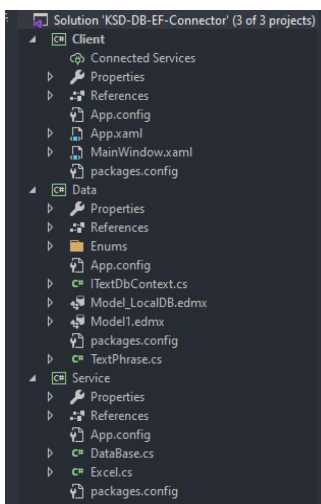 Solution 'KSD-DB-EF-Connector' (3 of 3 projects)
C# Client
Connected Services
Properties
References
App.config
App.xaml
MainWindow.xaml
packages.config
C# Data
Properties
References
Enums
App.config
C# ITextDbContext.cs
Model_LocalDB.edmx
Model1.edmx
packages.config
C# TextPhrase.cs
C# Service
Properties
References
App.config
C# DataBase.cs
C# Excel.cs
packages.config